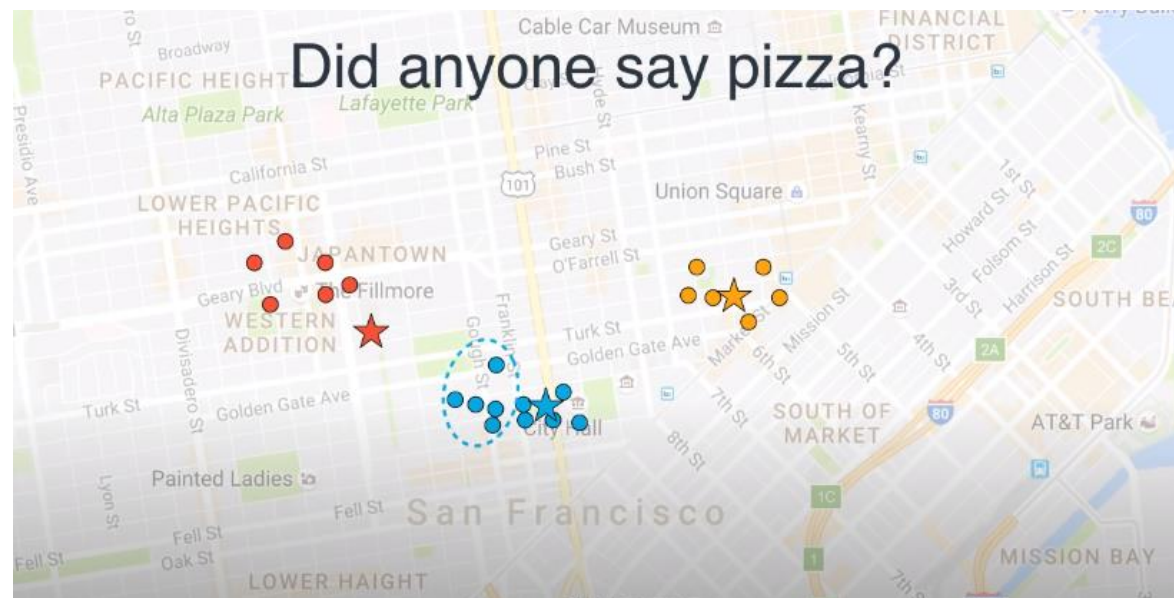 Did anyone say pizza?
Cable Car Museum
FINANCIAL
DISTRICT
Broadway
PACIFIC HEIGHT
Alta Plaza Park
Lafayette Park
Hyde St
Kearny St
Presidio Ave
California St
Pine St
Bush St
101
Union Square
1st St
LOWER PACIFIC
HEIGHTS
JAPANTOWN
Geary St
O'Farrell St
Howard St
Folsom St
Harrison St
80
2C
Geary Blvd
The Fillmore
3rd St
SOUTH BE
WESTERN
ADDITION
Divisadero St
Gough St
Franklin St
Turk St
Golden Gate Ave
Market St
Mission St
6th St
5th St
4th St
2A
Turk St
Golden Gate Ave
7th St
8th St
City Hall
SOUTH OF
MARKET
80
AT&T Park
Painted Ladies
Lyon St
Fell St
San Francisco
1C
Fell St
Oak St
Fell St
1
MISSION BAY
LOWER HAIGHT
7th St